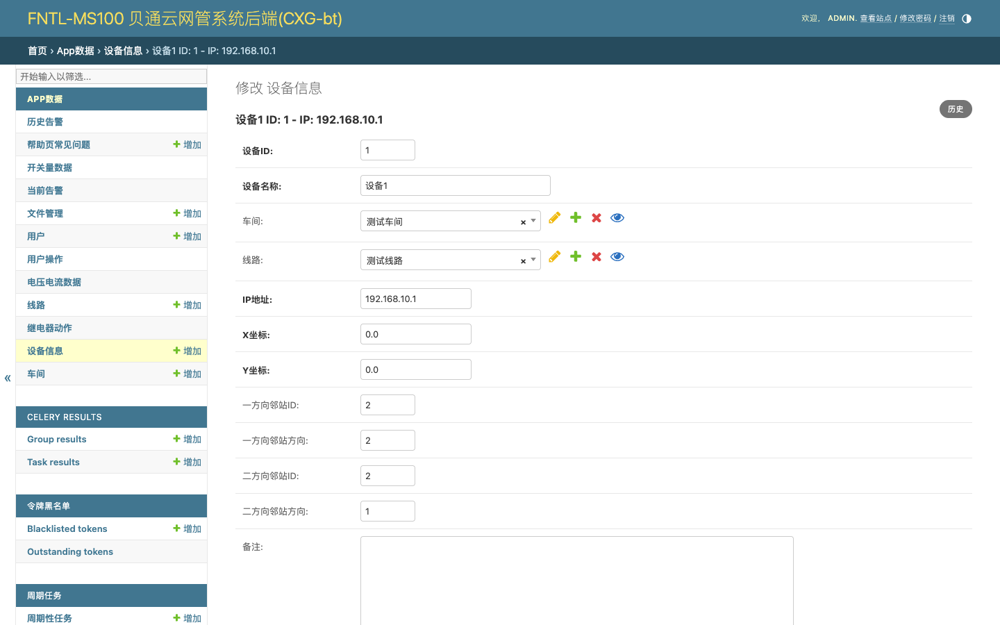 FNTL-MS100 贝通云网管系统后端(CXG-bt)
欢迎, ADMIN. 查看站点 / 修改密码 / 注销
首页 › App数据 › 设备信息 › 设备1 ID: 1 - IP: 192.168.10.1
开始输入以筛选...
APP数据
历史告警
帮助页常见问题 增加
开关量数据
当前告警
文件管理 增加
用户 增加
用户操作
电压电流数据
线路 增加
继电器动作
设备信息 增加
车间 增加
«
CELERY RESULTS
Group results 增加
Task results 增加
令牌黑名单
Blacklisted tokens 增加
Outstanding tokens
周期任务
周期性任务 增加
修改 设备信息
历史
设备1 ID: 1 - IP: 192.168.10.1
设备ID: 1
设备名称: 设备1
车间: 测试车间 ×
线路: 测试线路 ×
IP地址: 192.168.10.1
X坐标: 0.0
Y坐标: 0.0
一方向邻站ID: 2
一方向邻站方向: 2
二方向邻站ID: 2
二方向邻站方向: 1
备注: